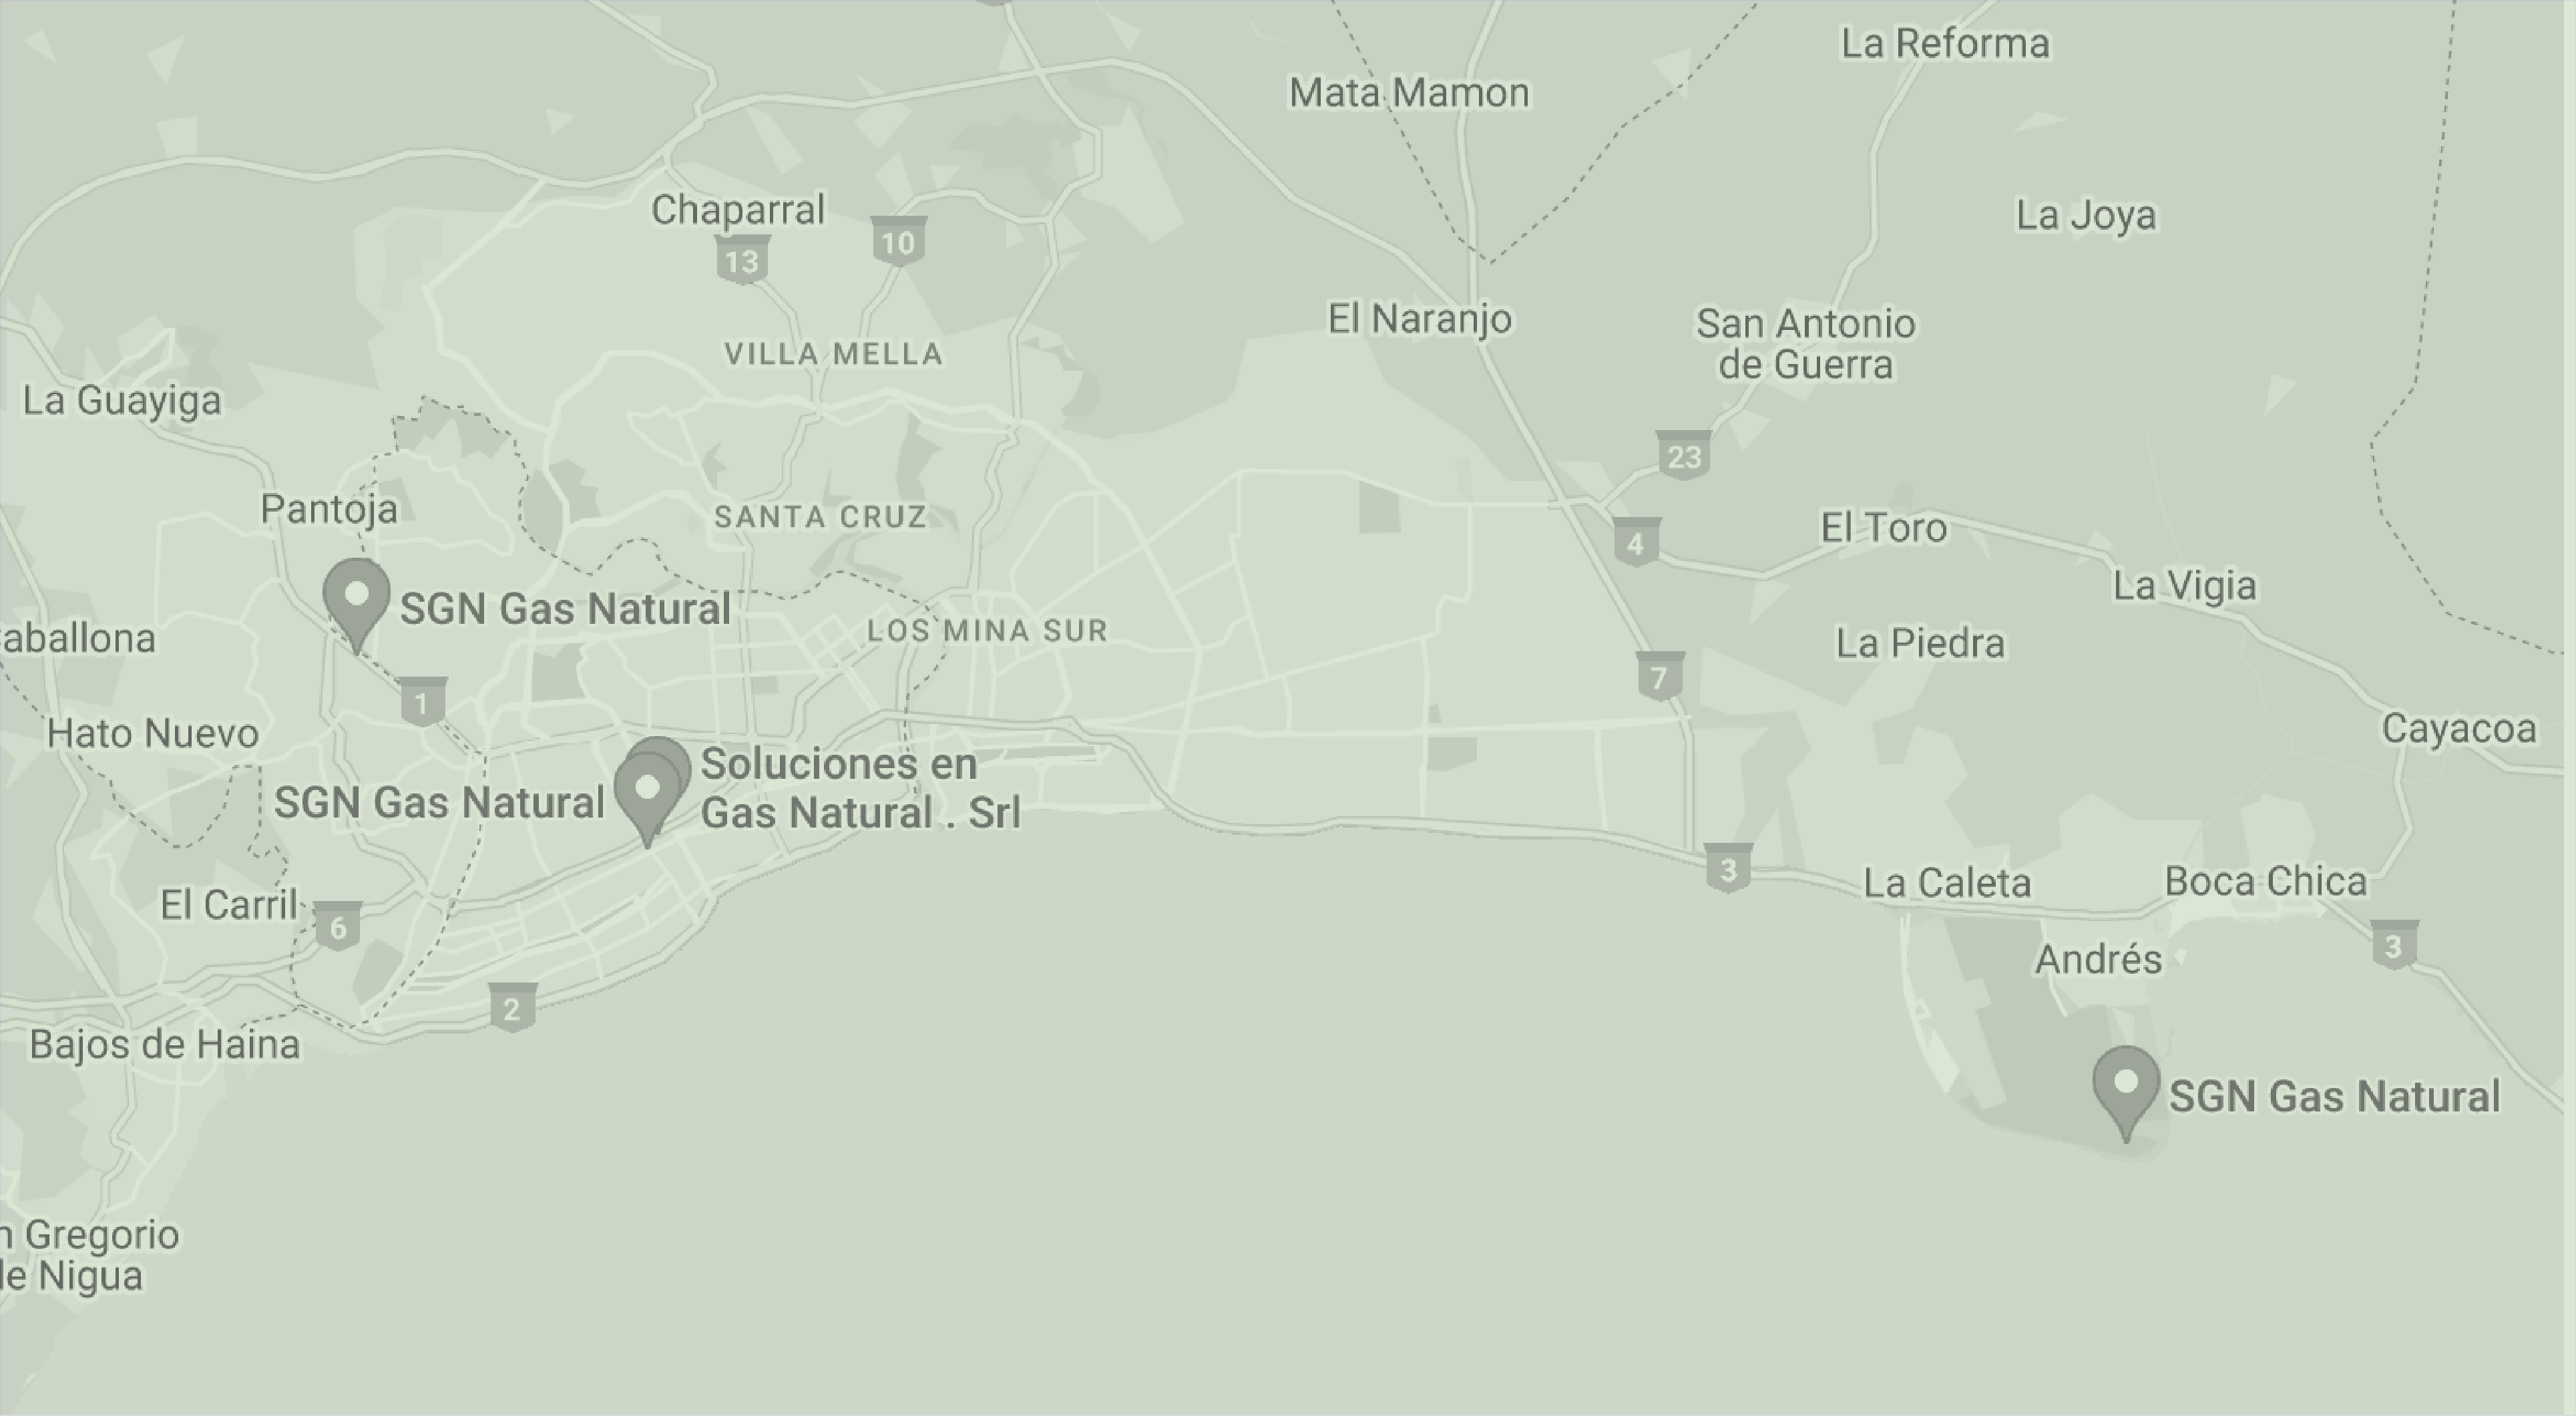 La Reforma
Mata Mamon
Chaparral
La Joya
10
13
El Naranjo
San Antonio
de Guerra
VILLA MELLA
La Guayiga
23
Pantoja
SANTA CRUZ
El Toro
4
La Vigia
SGN Gas Natural
LOS MINA SUR
aballona
La Piedra
7
1
Hato Nuevo
Cayacoa
Soluciones en
Gas Natural . Srl
SGN Gas Natural
3
La Caleta
Boca Chica
El Carril
6
3
Andrés
2
Bajos de Haina
SGN Gas Natural
n Gregorio
de Nigua